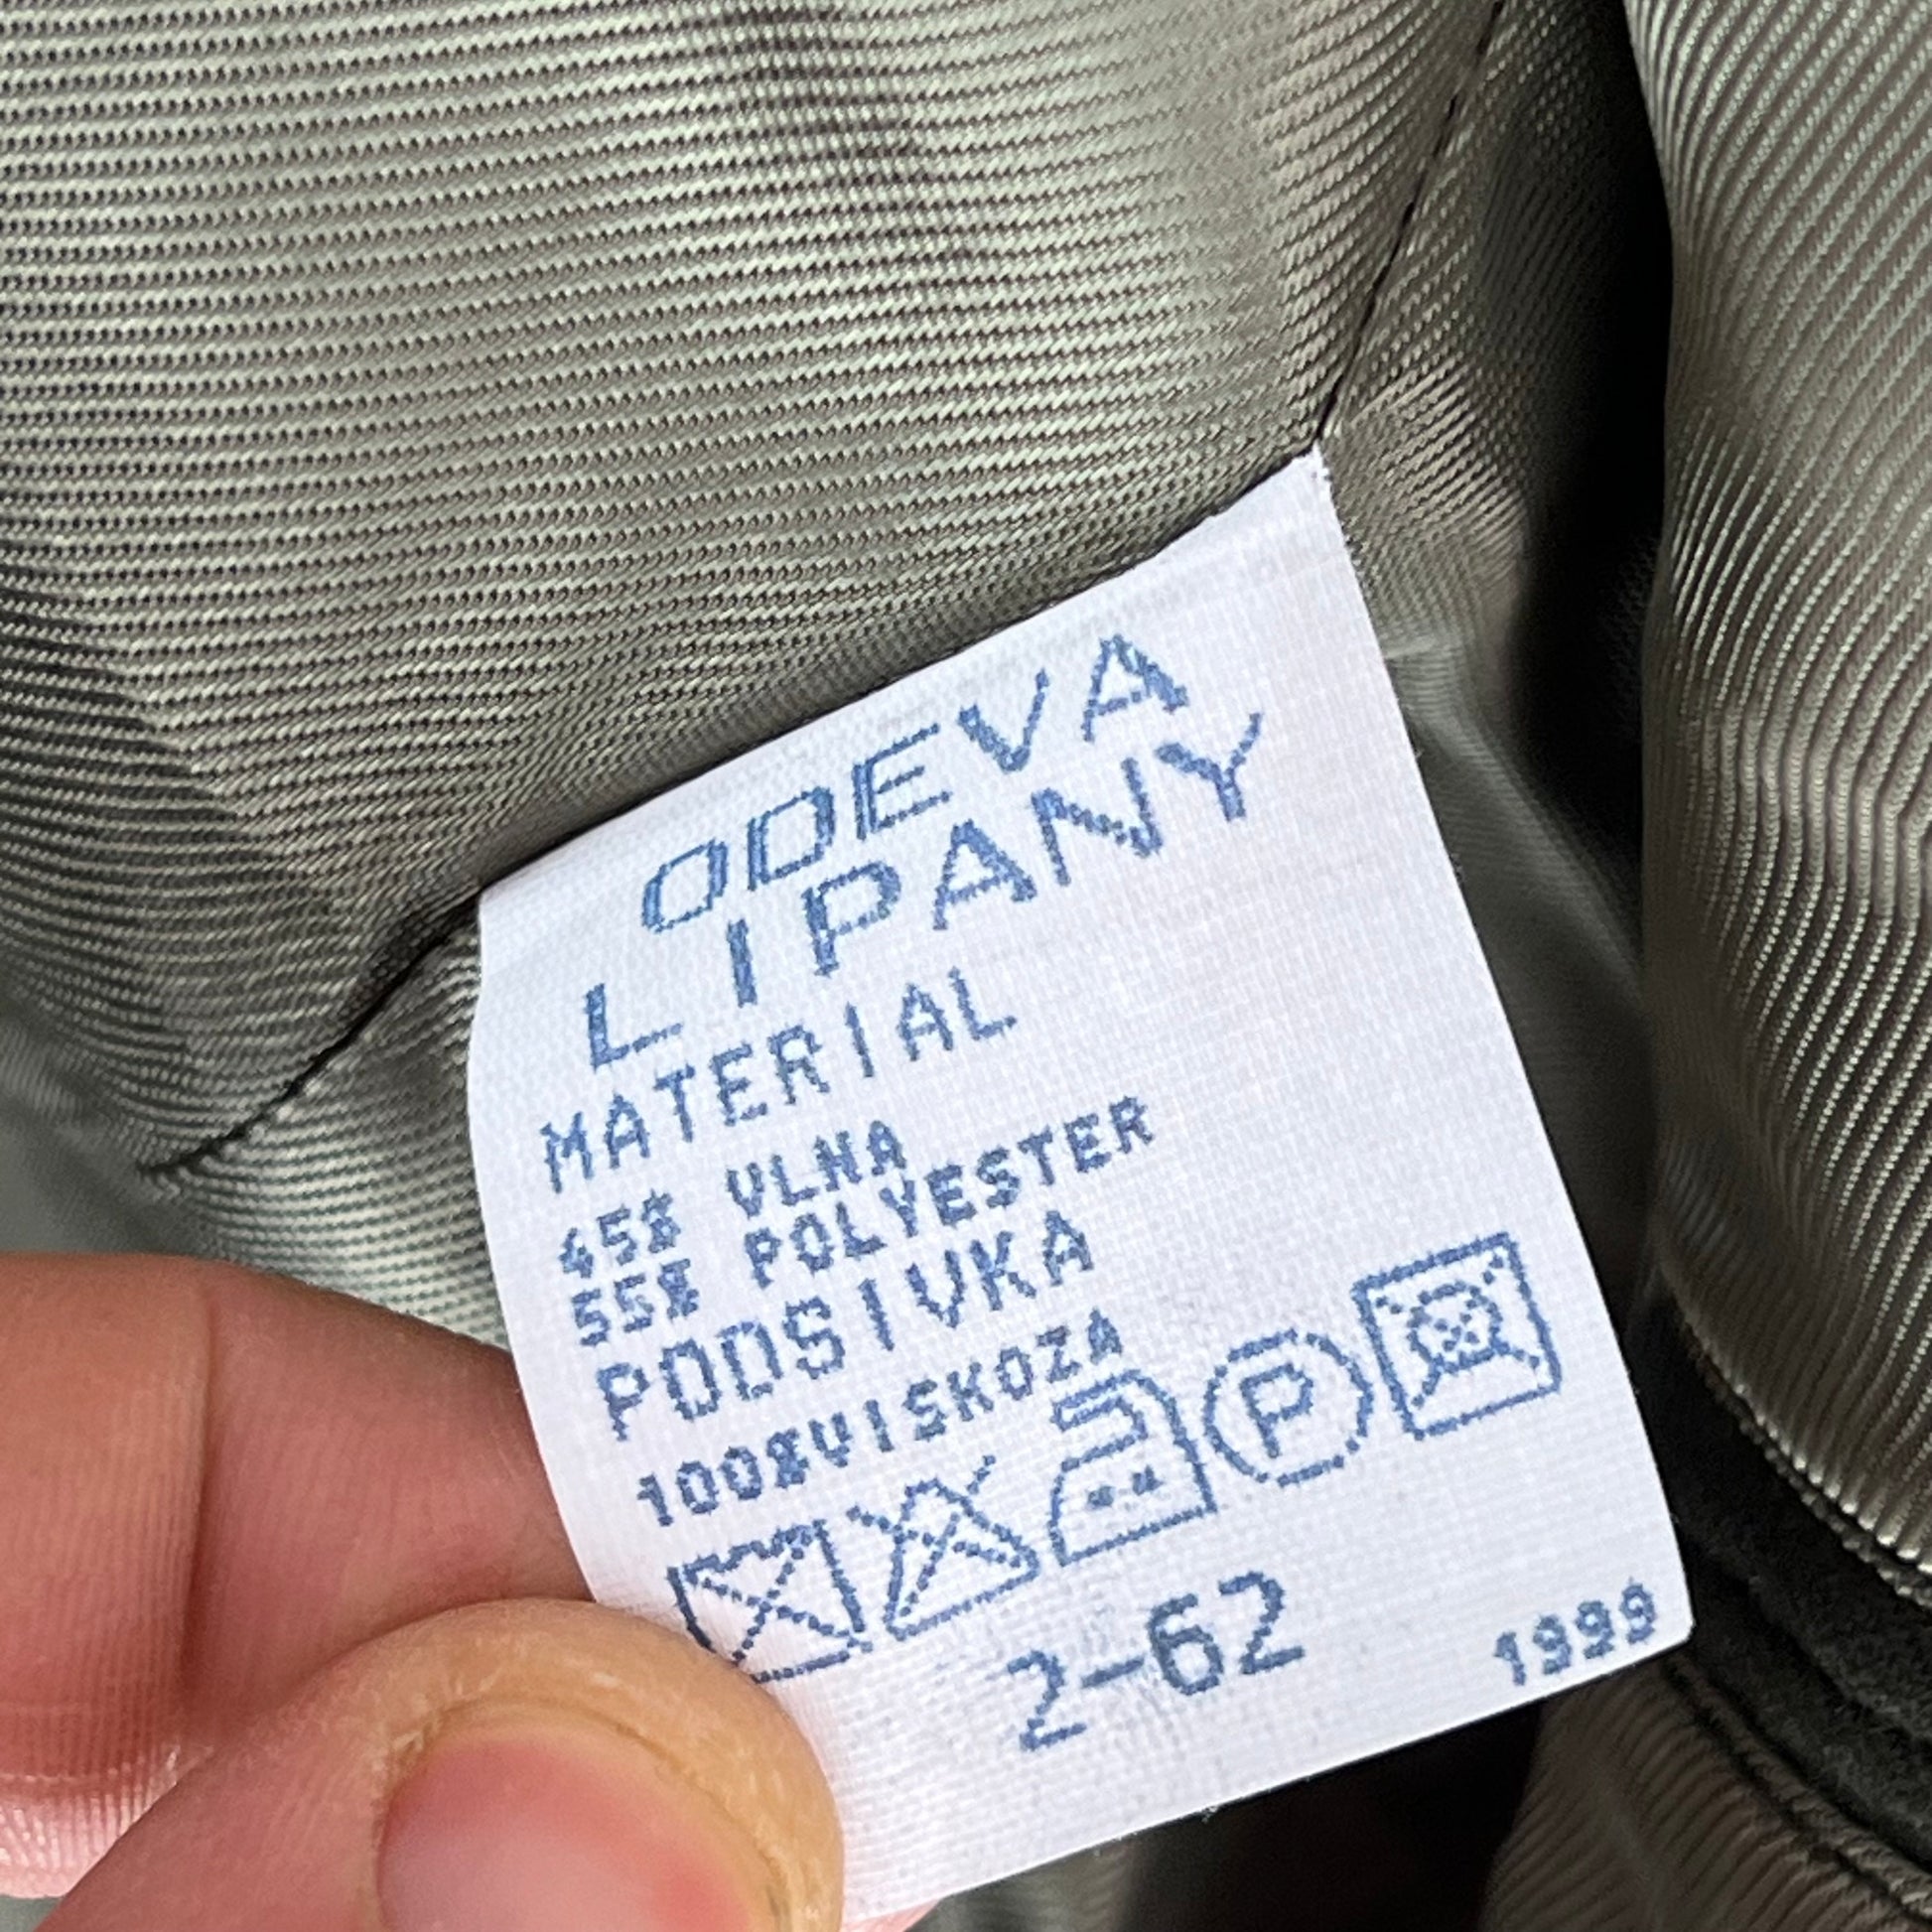 ODEVA
LIPANY
MATERIAL
45% VLNA
55% POLYESTER
PODSIVKA
100%VISKOZA
P
2-62
1999